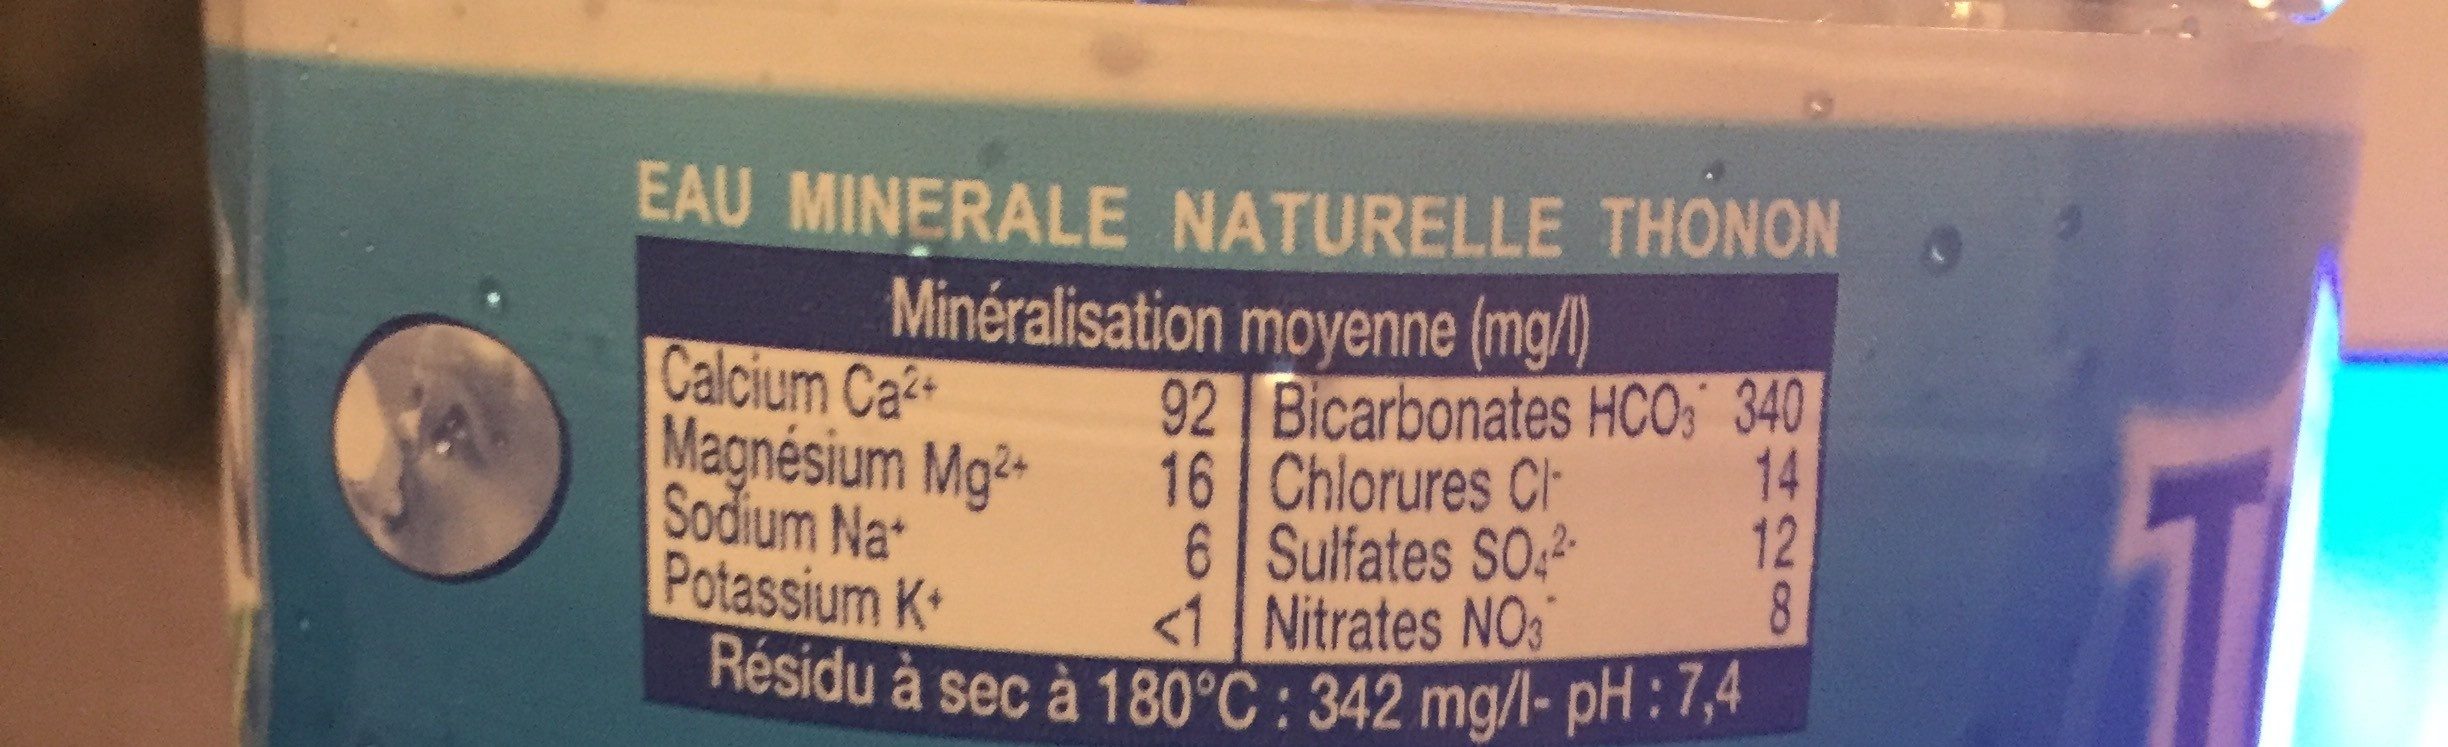 EAU MINERALE NATURELLE THONON
Minéralisation moyenne (mg/l)
Calcium Ca²⁺ 92
Magnésium Mg²⁺ 16
Sodium Na⁺ 6
Potassium K⁺ <1
Bicarbonates HCO₃⁻ 340
Chlorures Cl⁻ 14
Sulfates SO₄²⁻ 12
Nitrates NO₃⁻ 8
Résidu à sec à 180°C : 342 mg/l- pH : 7,4
T